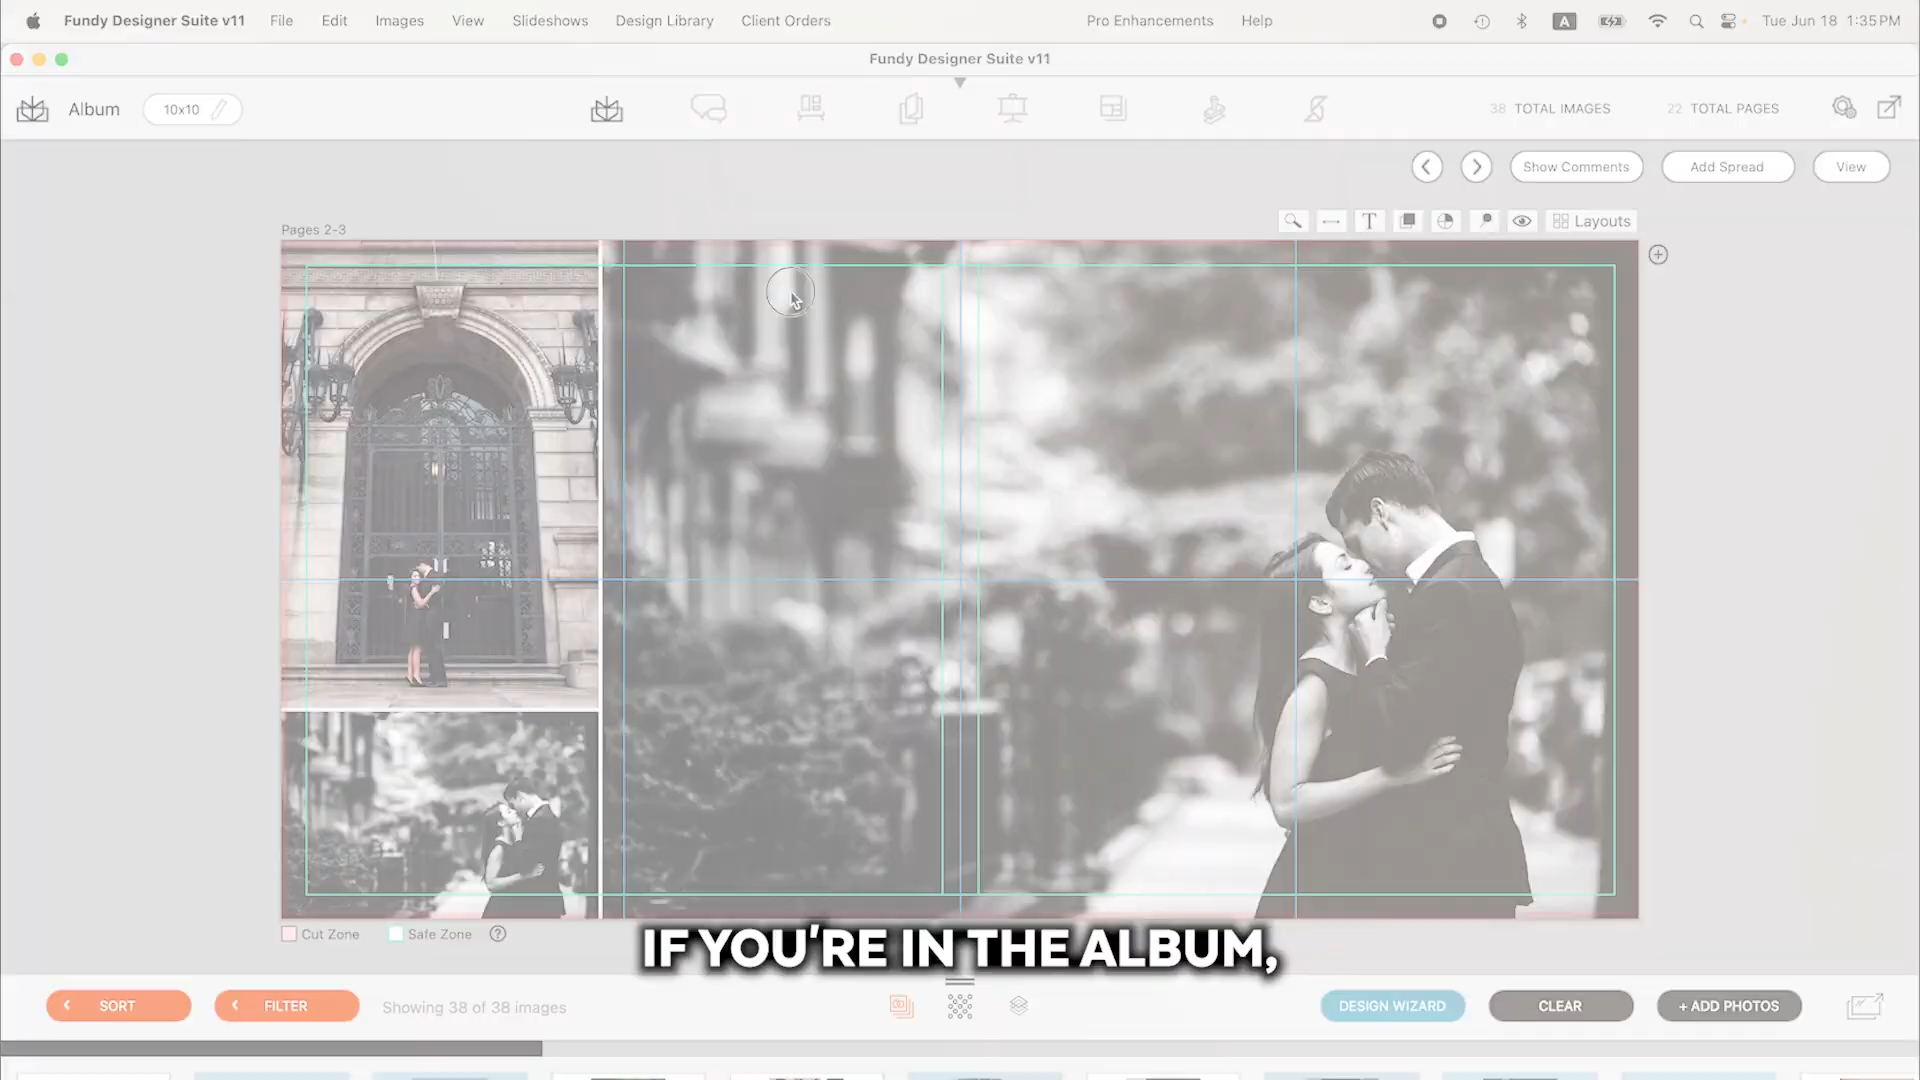 Fundy Designer Suite v11 File Edit Images View Slideshows Design Library Client Orders Pro Enhancements Help A Tue Jun 18 1:35 PM
Fundy Designer Suite v11
Album 10x10 38 TOTAL IMAGES 22 TOTAL PAGES
Show Comments Add Spread View
Pages 2-3 T Layouts
Cut Zone Safe Zone ?
IF YOU'RE IN THE ALBUM,
SORT FILTER Showing 38 of 38 images DESIGN WIZARD CLEAR + ADD PHOTOS